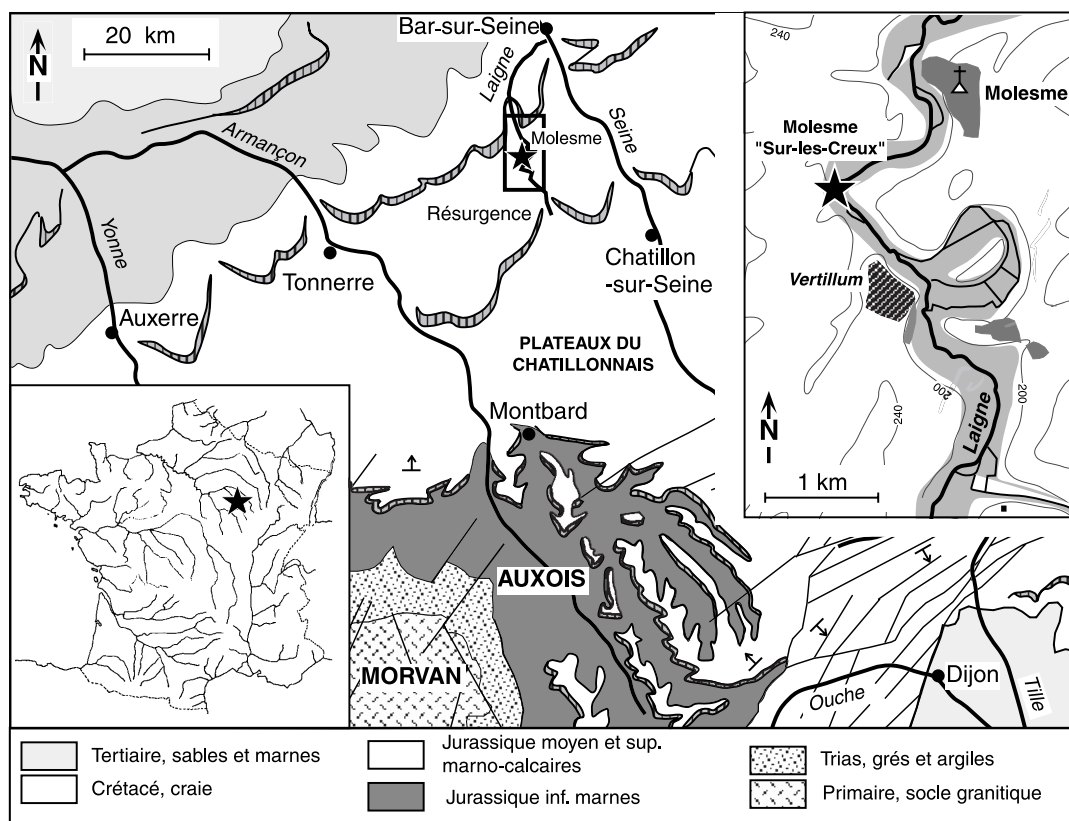 20 km
N
Bar-sur-Seine
Laigne
Seine
Molesme
Armançon
Résurgence
Yonne
Tonnerre
Chatillon
-sur-Seine
Auxerre
PLATEAUX DU
CHATILLONNAIS
Montbard
AUXOIS
MORVAN
Ouche
Dijon
Tille
240
Molesme
Molesme
"Sur-les-Creux"
Vertillum
200
200
240
Laigne
N
1 km
Tertiaire, sables et marnes
Crétacé, craie
Jurassique moyen et sup.
marno-calcaires
Jurassique inf. marnes
Trias, grés et argiles
Primaire, socle granitique